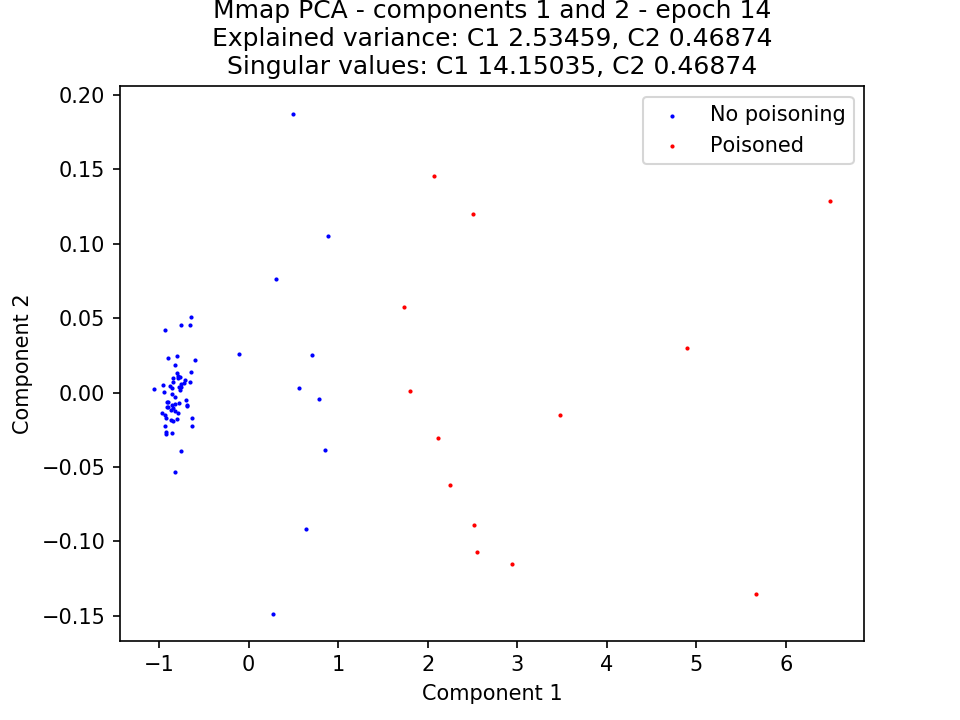 Mmap PCA - components 1 and 2 - epoch 14
Explained variance: C1 2.53459, C2 0.46874
Singular values: C1 14.15035, C2 0.46874
No poisoning
Poisoned
0.20
0.15
0.10
0.05
0.00
−0.05
−0.10
−0.15
Component 2
−1 0 1 2 3 4 5 6
Component 1